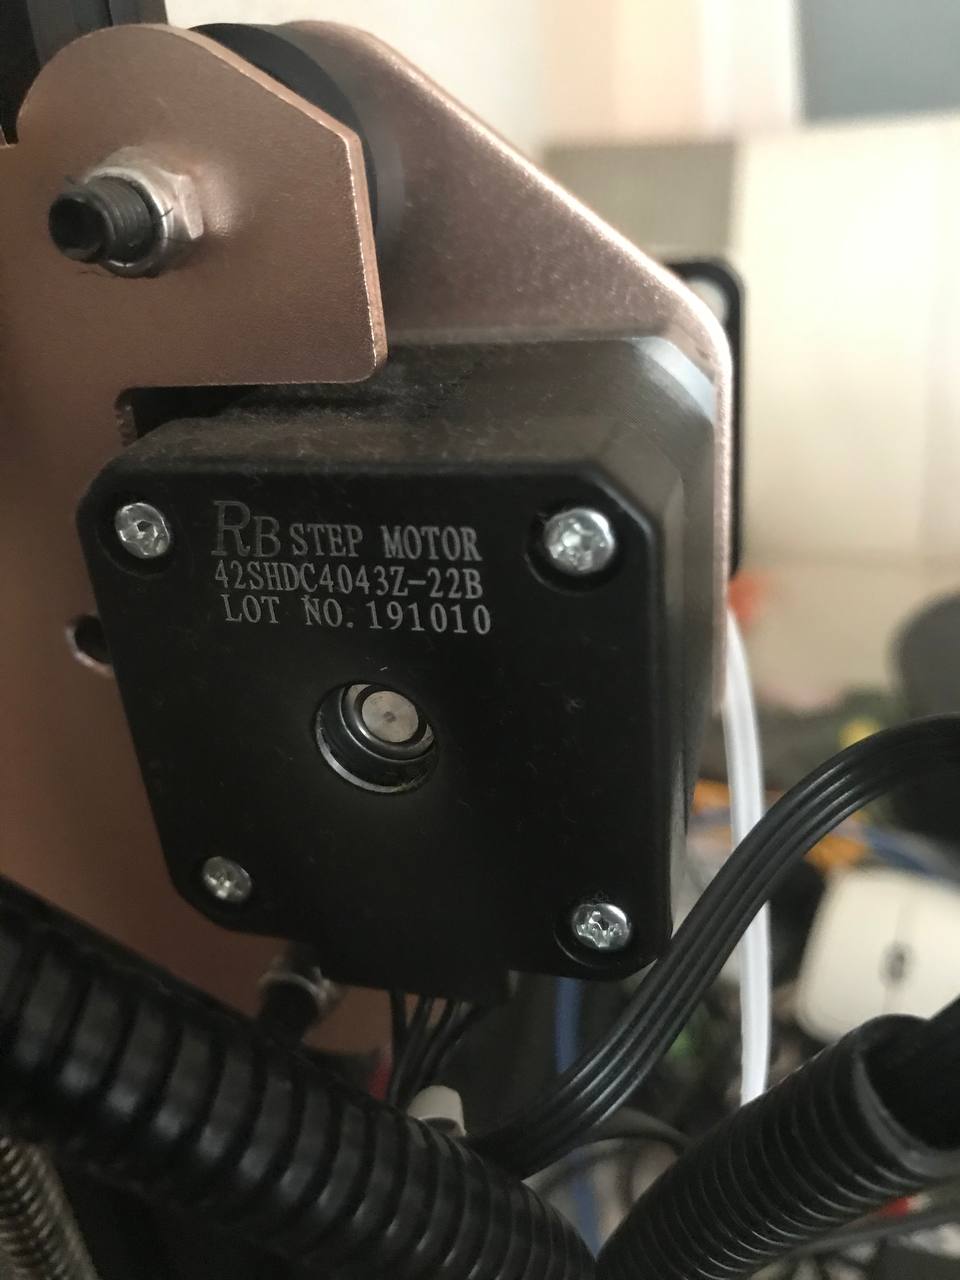 RB STEP MOTOR
42SHDC4043Z-22B
LOT NO. 191010